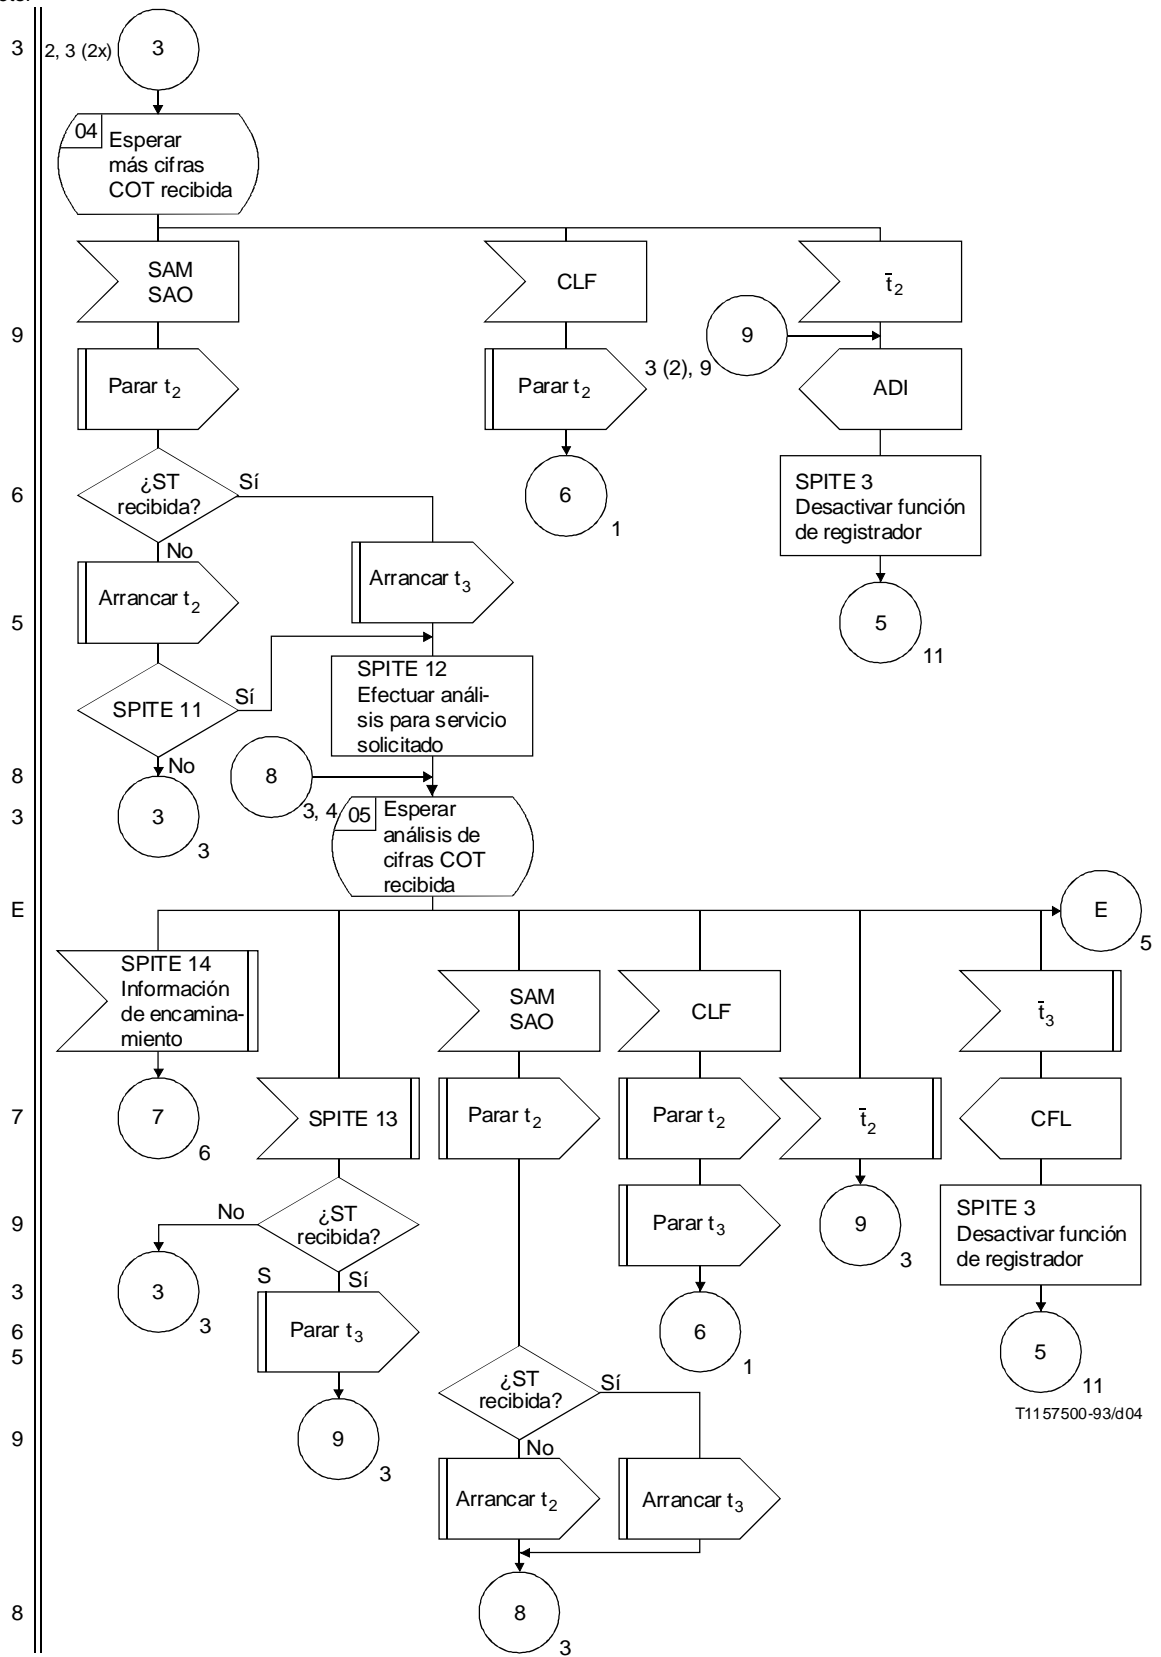 3
2, 3 (2x)
3
04
Esperar
más cifras
COT recibida
SAM
SAO
CLF
t̄2
9
9
Parar t2
Parar t2
3 (2), 9
ADI
6
¿ST
recibida?
Sí
No
6
1
SPITE 3
Desactivar función
de registrador
Arrancar t2
Arrancar t3
5
5
11
SPITE 11
Sí
No
SPITE 12
Efectuar análi-
sis para servicio
solicitado
8
8
3, 4
3
3
3
05
Esperar
análisis de
cifras COT
recibida
E
E
5
SPITE 14
Información
de encamina-
miento
SAM
SAO
CLF
t̄3
7
7
6
SPITE 13
Parar t2
Parar t2
t̄2
CFL
9
No
¿ST
recibida?
S
Sí
Parar t3
9
3
SPITE 3
Desactivar función
de registrador
3
3
3
6
5
Parar t3
6
1
5
11
T1157500-93/d04
¿ST
recibida?
Sí
No
9
9
3
Arrancar t2
Arrancar t3
8
8
3